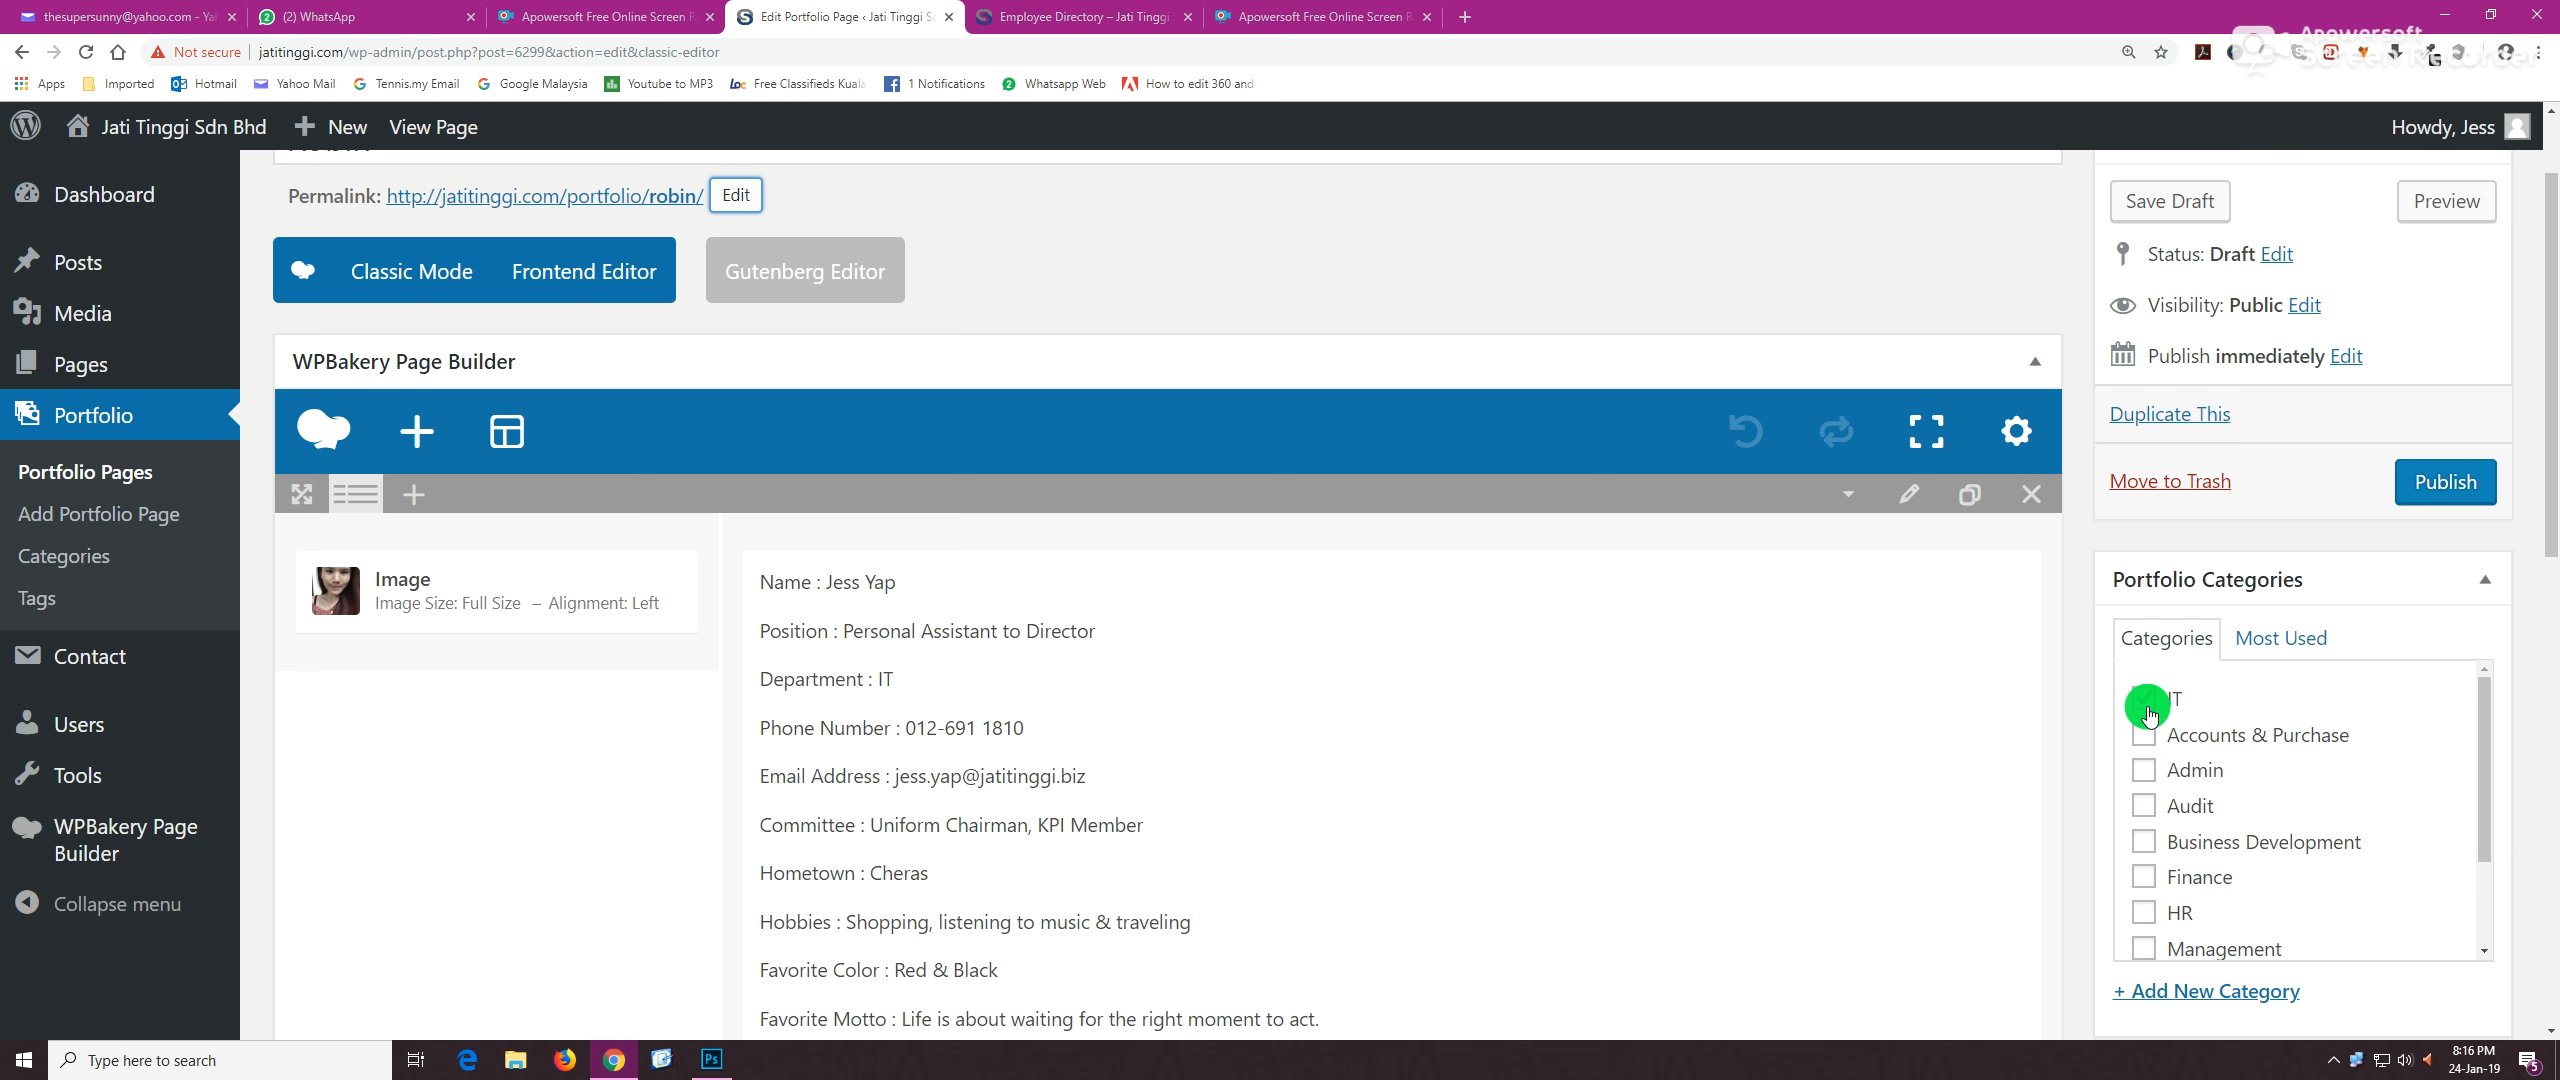 thesupersunny@yahoo.com - Ya
(2) WhatsApp
Apowersoft Free Online Screen R
Edit Portfolio Page ‹ Jati Tinggi S
Employee Directory – Jati Tinggi
Apowersoft Free Online Screen R
Not secure
jatitinggi.com/wp-admin/post.php?post=6299&action=edit&classic-editor
Apowersoft
Screen Recorder
Apps
Imported
Hotmail
Yahoo Mail
Tennis.my Email
Google Malaysia
Youtube to MP3
Free Classifieds Kual
1 Notifications
Whatsapp Web
How to edit 360 and
Jati Tinggi Sdn Bhd
New
View Page
Howdy, Jess
Dashboard
Posts
Media
Pages
Portfolio
Portfolio Pages
Add Portfolio Page
Categories
Tags
Contact
Users
Tools
WPBakery Page
Builder
Collapse menu
Permalink: http://jatitinggi.com/portfolio/robin/ Edit
Classic Mode
Frontend Editor
Gutenberg Editor
WPBakery Page Builder
Image
Image Size: Full Size – Alignment: Left
Name : Jess Yap
Position : Personal Assistant to Director
Department : IT
Phone Number : 012-691 1810
Email Address : jess.yap@jatitinggi.biz
Committee : Uniform Chairman, KPI Member
Hometown : Cheras
Hobbies : Shopping, listening to music & traveling
Favorite Color : Red & Black
Favorite Motto : Life is about waiting for the right moment to act.
Save Draft
Preview
Status: Draft Edit
Visibility: Public Edit
Publish immediately Edit
Duplicate This
Move to Trash
Publish
Portfolio Categories
Categories
Most Used
IT
Accounts & Purchase
Admin
Audit
Business Development
Finance
HR
Management
+ Add New Category
Type here to search
Ps
8:16 PM
24-Jan-19
5